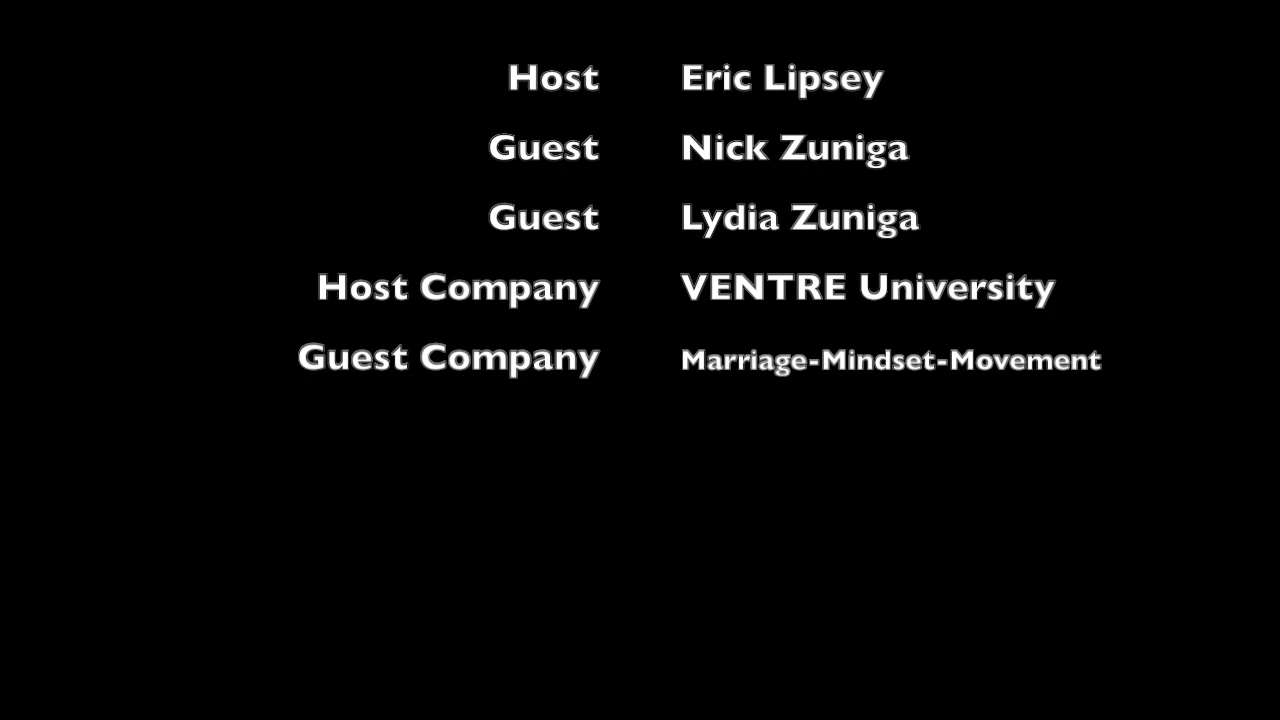 Host Eric Lipsey
Guest Nick Zuniga
Guest Lydia Zuniga
Host Company VENTRE University
Guest Company Marriage-Mindset-Movement